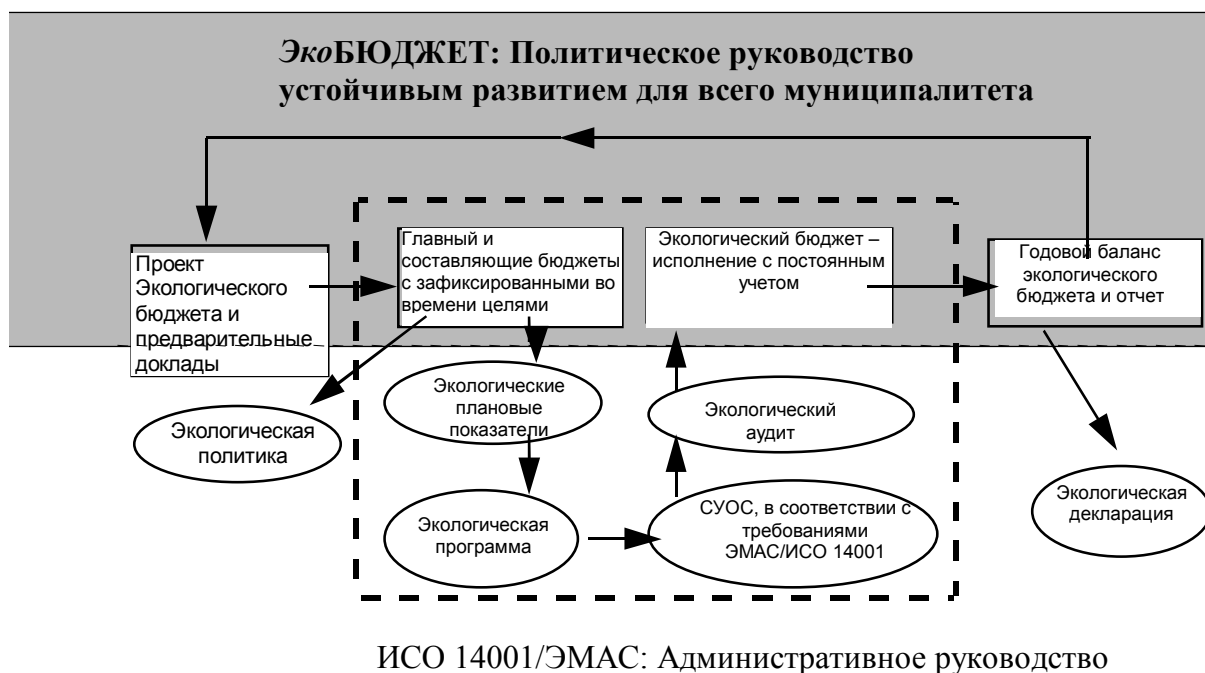 ЭкоБЮДЖЕТ: Политическое руководство
устойчивым развитием для всего муниципалитета
Проект
Экологического
бюджета и
предварительные
доклады
Главный и
составляющие бюджеты
с зафиксированными во
времени целями
Экологический бюджет –
исполнение с постоянным
учетом
Годовой баланс
экологического
бюджета и отчет
Экологическая
политика
Экологические
плановые
показатели
Экологический
аудит
Экологическая
программа
СУОС, в соответствии с
требованиями
ЭМАС/ИСО 14001
Экологическая
декларация
ИСО 14001/ЭМАС: Административное руководство